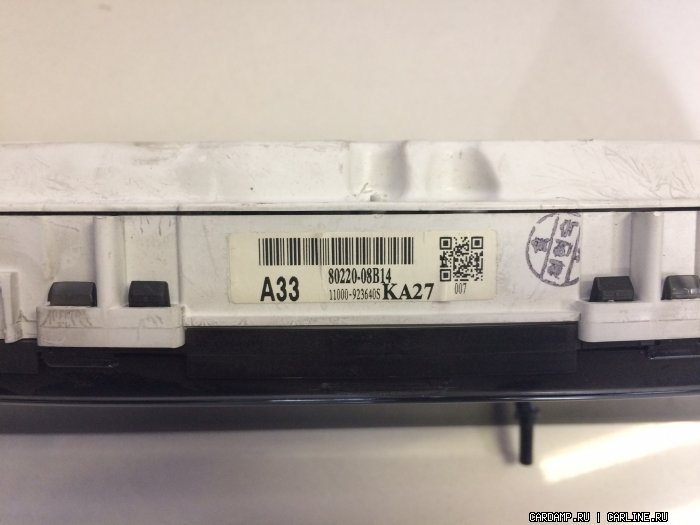 80220-08B14
A33
11000-923640S KA27
007
CARDAMP.RU | CARLINE.RU